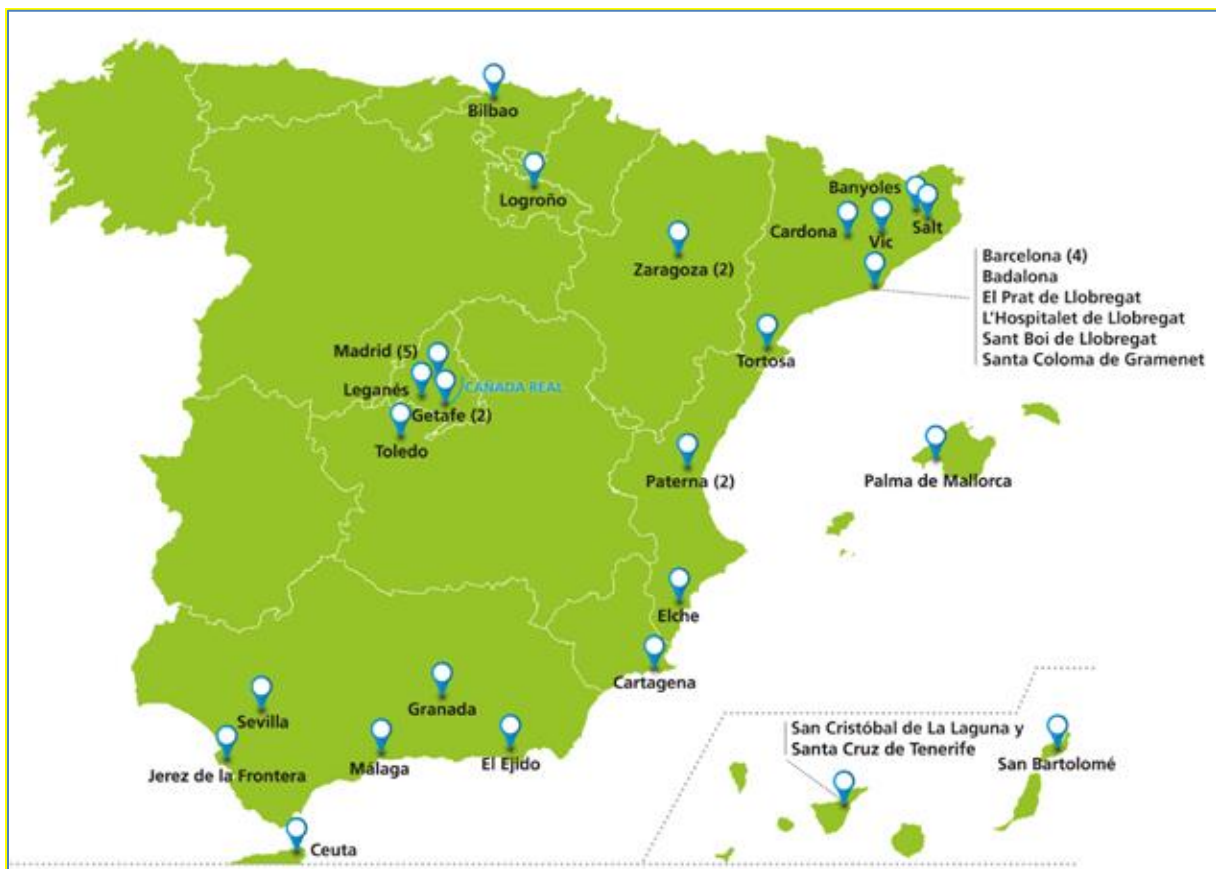 Bilbao
Logroño
Banyoles
Salt
Cardona
Vic
Zaragoza (2)
Barcelona (4)
Badalona
El Prat de Llobregat
L'Hospitalet de Llobregat
Sant Boi de Llobregat
Santa Coloma de Gramenet
Tortosa
Madrid (5)
Leganés
CAÑADA REAL
Getafe (2)
Toledo
Paterna (2)
Palma de Mallorca
Elche
Cartagena
Granada
Sevilla
Jerez de la Frontera
Málaga
El Ejido
San Cristóbal de La Laguna y
Santa Cruz de Tenerife
San Bartolomé
Ceuta